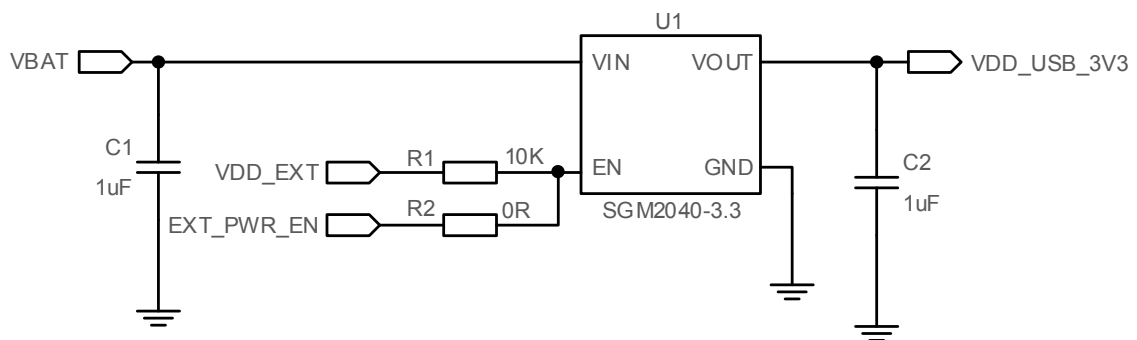 U1
VBAT
VIN
VOUT
VDD_USB_3V3
C1
1uF
VDD_EXT
R1
10K
EN
GND
C2
1uF
EXT_PWR_EN
R2
0R
SGM2040-3.3